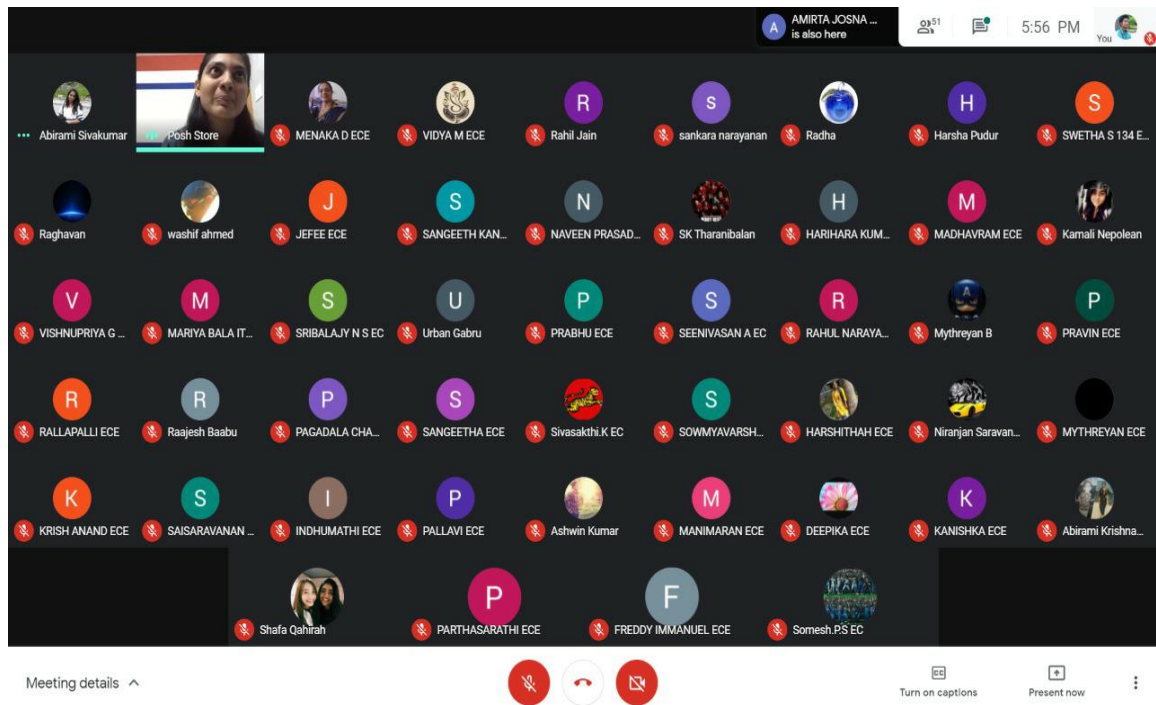 A AMIRTA JOSNA ...
is also here
51
5:56 PM
You
Abirami Sivakumar
Posh Store
MENAKA D ECE
VIDYA M ECE
R
Rahil Jain
s
sankara narayanan
Radha
H
Harsha Pudur
S
SWETHA S 134 E...
Raghavan
washif ahmed
J
JEFEE ECE
S
SANGEETH KAN...
N
NAVEEN PRASAD...
SK Tharanibalan
H
HARIHARA KUM...
M
MADHAVRAM ECE
Kamali Nepolean
V
VISHNUPRIYA G ...
M
MARIYA BALA IT...
S
SRIBALAJY N S EC
U
Urban Gabru
P
PRABHU ECE
S
SEENIVASAN A EC
R
RAHUL NARAYA...
Mythreyan B
P
PRAVIN ECE
R
RALLAPALLI ECE
R
Raajesh Baabu
P
PAGADALA CHA...
S
SANGEETHA ECE
Sivasakthi.K EC
S
SOWMYAVARSH...
HARSHITHAH ECE
Niranjan Saravan...
MYTHREYAN ECE
K
KRISH ANAND ECE
S
SAISARAVANAN ...
I
INDHUMATHI ECE
P
PALLAVI ECE
Ashwin Kumar
M
MANIMARAN ECE
DEEPIKA ECE
K
KANISHKA ECE
Abirami Krishna...
Shafa Qahirah
P
PARTHASARATHI ECE
F
FREDDY IMMANUEL ECE
Somesh.P.S EC
Meeting details
CC
Turn on captions
Present now